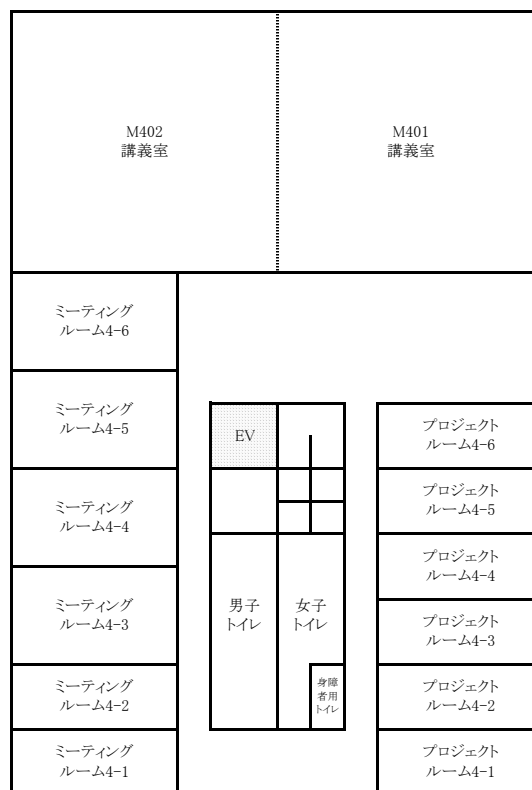 M402
講義室
M401
講義室
ミーティング
ルーム4-6
ミーティング
ルーム4-5
ミーティング
ルーム4-4
ミーティング
ルーム4-3
ミーティング
ルーム4-2
ミーティング
ルーム4-1
EV
男子
トイレ
女子
トイレ
身障
者用
トイレ
プロジェクト
ルーム4-6
プロジェクト
ルーム4-5
プロジェクト
ルーム4-4
プロジェクト
ルーム4-3
プロジェクト
ルーム4-2
プロジェクト
ルーム4-1